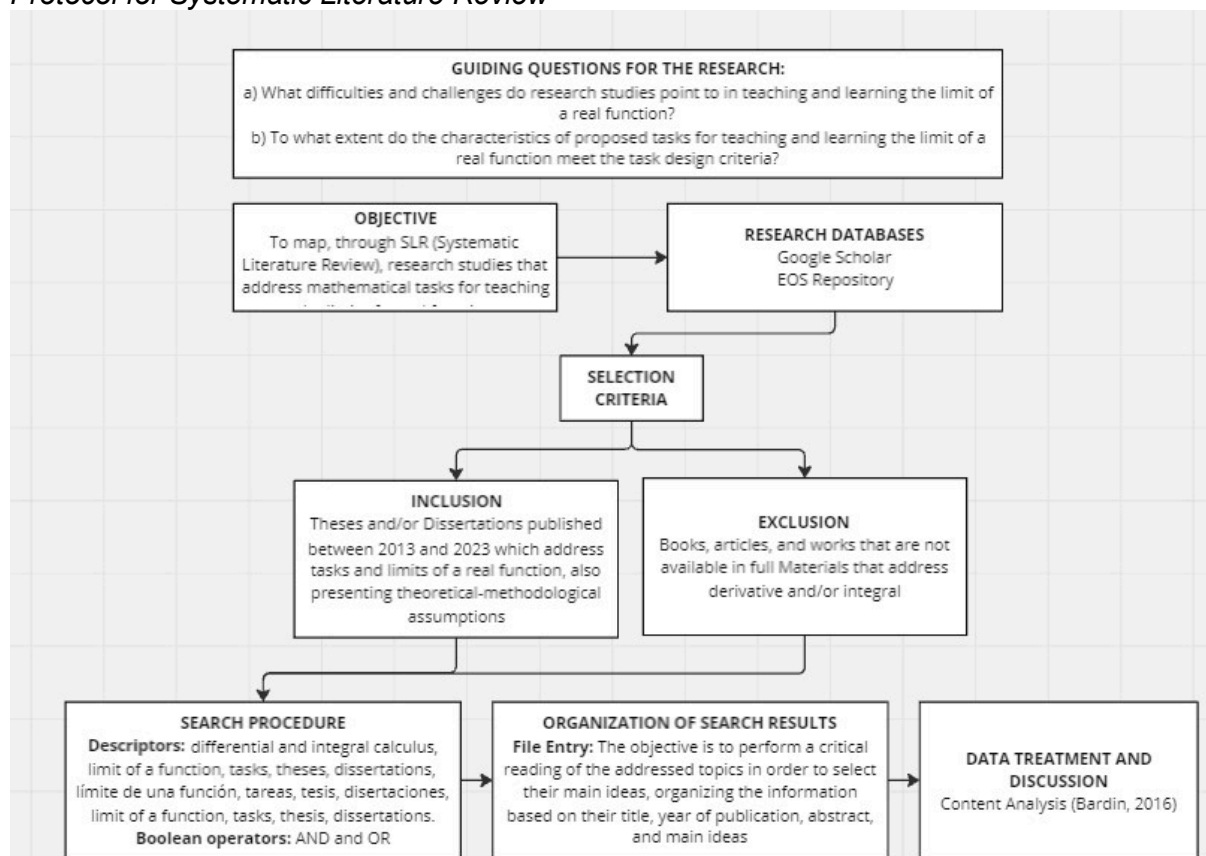 Protocol for Systematic Literature Review
GUIDING QUESTIONS FOR THE RESEARCH:
a) What difficulties and challenges do research studies point to in teaching and learning the limit of
a real function?
b) To what extent do the characteristics of proposed tasks for teaching and learning the limit of a
real function meet the task design criteria?
OBJECTIVE
To map, through SLR (Systematic
Literature Review), research studies that
address mathematical tasks for teaching
RESEARCH DATABASES
Google Scholar
EOS Repository
SELECTION
CRITERIA
INCLUSION
Theses and/or Dissertations published
between 2013 and 2023 which address
tasks and limits of a real function, also
presenting theoretical-methodological
assumptions
EXCLUSION
Books, articles, and works that are not
available in full Materials that address
derivative and/or integral
SEARCH PROCEDURE
Descriptors: differential and integral calculus,
limit of a function, tasks, theses, dissertations,
límite de una función, tareas, tesis, disertaciones,
limit of a function, tasks, thesis, dissertations.
Boolean operators: AND and OR
ORGANIZATION OF SEARCH RESULTS
File Entry: The objective is to perform a critical
reading of the addressed topics in order to select
their main ideas, organizing the information
based on their title, year of publication, abstract,
and main ideas
DATA TREATMENT AND
DISCUSSION
Content Analysis (Bardin, 2016)